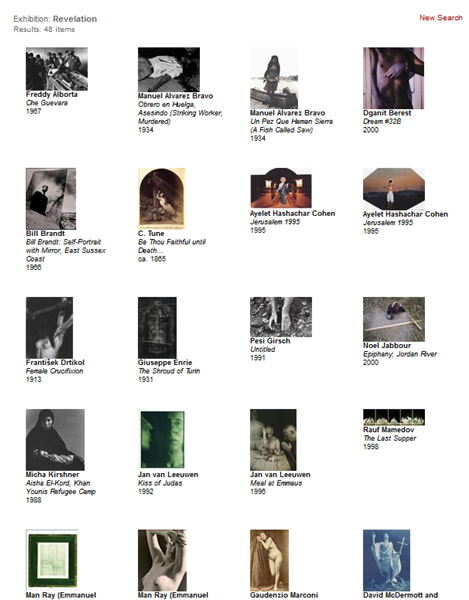 Exhibition: Revelation
New Search
Results: 48 items
Freddy Alborta
Che Guevara
1967
Manuel Alvarez Bravo
Obrero en Huelga,
Asesindo (Striking Worker,
Murdered)
1934
Manuel Alvarez Bravo
Un Pez Que Haman Sierra
(A Fish Called Saw)
1934
Dganit Berest
Dream #32B
2000
Bill Brandt
Bill Brandt: Self-Portrait
with Mirror, East Sussex
Coast
1966
C. Tune
Be Thou Faithful until
Death...
ca. 1865
Ayelet Hashachar Cohen
Jerusalem 1995
1995
Ayelet Hashachar Cohen
Jerusalem 1995
1995
František Drtikol
Female Crucifixion
1913
Giuseppe Enrie
The Shroud of Turin
1931
Pesi Girsch
Untitled
1991
Noel Jabbour
Epiphany, Jordan River
2000
Micha Kirshner
Aisha El-Kord, Khan
Younis Refugee Camp
1988
Jan van Leeuwen
Kiss of Judas
1992
Jan van Leeuwen
Meal at Emmaus
1996
Rauf Mamedov
The Last Supper
1998
Man Ray (Emmanuel
Man Ray (Emmanuel
Gaudenzio Marconi
David McDermott and